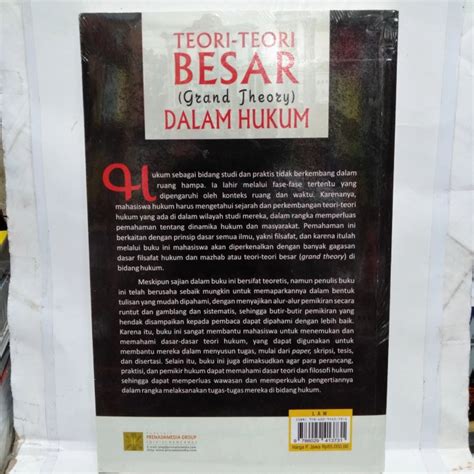 TEORI-TEORI
BESAR
(Grand Theory)
DALAM HUKUM
Hukum sebagai bidang studi dan praktis tidak berkembang dalam
ruang hampa. Ia lahir melalui fase-fase tertentu yang
dipengaruhi oleh konteks ruang dan waktu. Karenanya,
mahasiswa hukum harus mengetahui sejarah dan perkembangan teori-teori
hukum yang ada di dalam wilayah studi mereka, dalam rangka memperluas
pemahaman tentang dinamika hukum dan masyarakat. Pemahaman ini
berkaitan dengan prinsip dasar semua ilmu, yakni filsafat, dan karena itulah
melalui buku ini mahasiswa akan diperkenalkan dengan banyak gagasan
dasar filsafat hukum dan mazhab atau teori-teori besar (grand theory) di
bidang hukum.
Meskipun sajian dalam buku ini bersifat teoretis, namun penulis buku
ini telah berusaha sebaik mungkin untuk memaparkannya dalam bentuk
tulisan yang mudah dipahami, dengan menyajikan alur-alur pemikiran secara
runtut dan gamblang dan sistematis, sehingga butir-butir pemikiran yang
hendak disampaikan kepada pembaca dapat dipahami dengan lebih baik.
Karena itu, buku ini sangat membantu mahasiswa untuk menemukan dan
memahami dasar-dasar teori hukum, yang dapat digunakan untuk
membantu mereka dalam menyusun tugas, mulai dari paper, skripsi, tesis,
dan disertasi. Selain itu, buku ini juga dimaksudkan agar para perancang,
praktisi, dan pemikir hukum dapat memahami dasar teori dan filosofi hukum
sehingga dapat memperluas wawasan dan memperkukuh pengertiannya
dalam rangka melaksanakan tugas-tugas mereka di bidang hukum.
PRENADAMEDIA GROUP
9 786029 413731
Harga P. Jawa